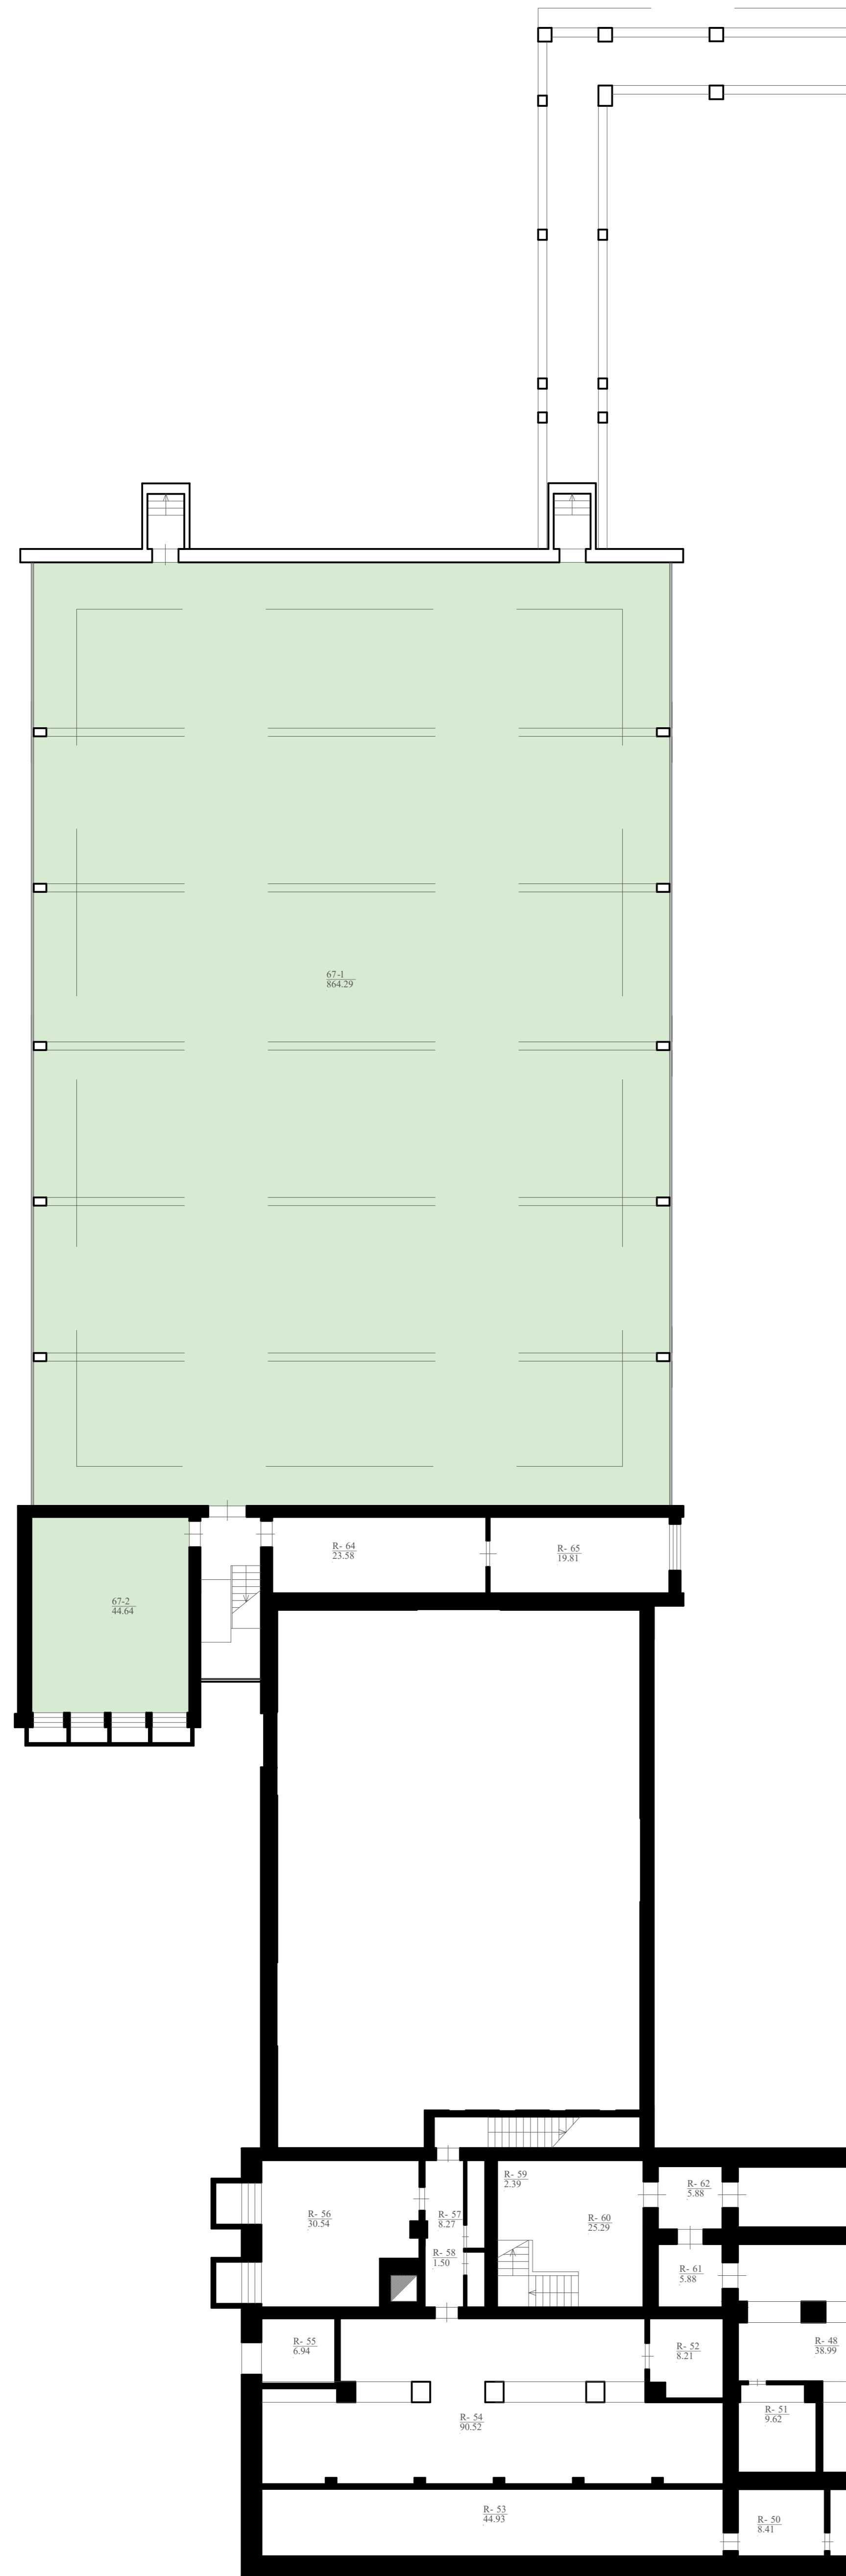 67-1
864.29
R- 64
23.58
R- 65
19.81
67-2
44.64
R- 59
2.39
R- 62
5.88
R- 56
30.54
R- 57
8.27
R- 60
25.29
R- 58
1.50
R- 61
5.88
R- 55
6.94
R- 52
8.21
R- 48
38.99
R- 51
9.62
R- 54
90.52
R- 53
44.93
R- 50
8.41